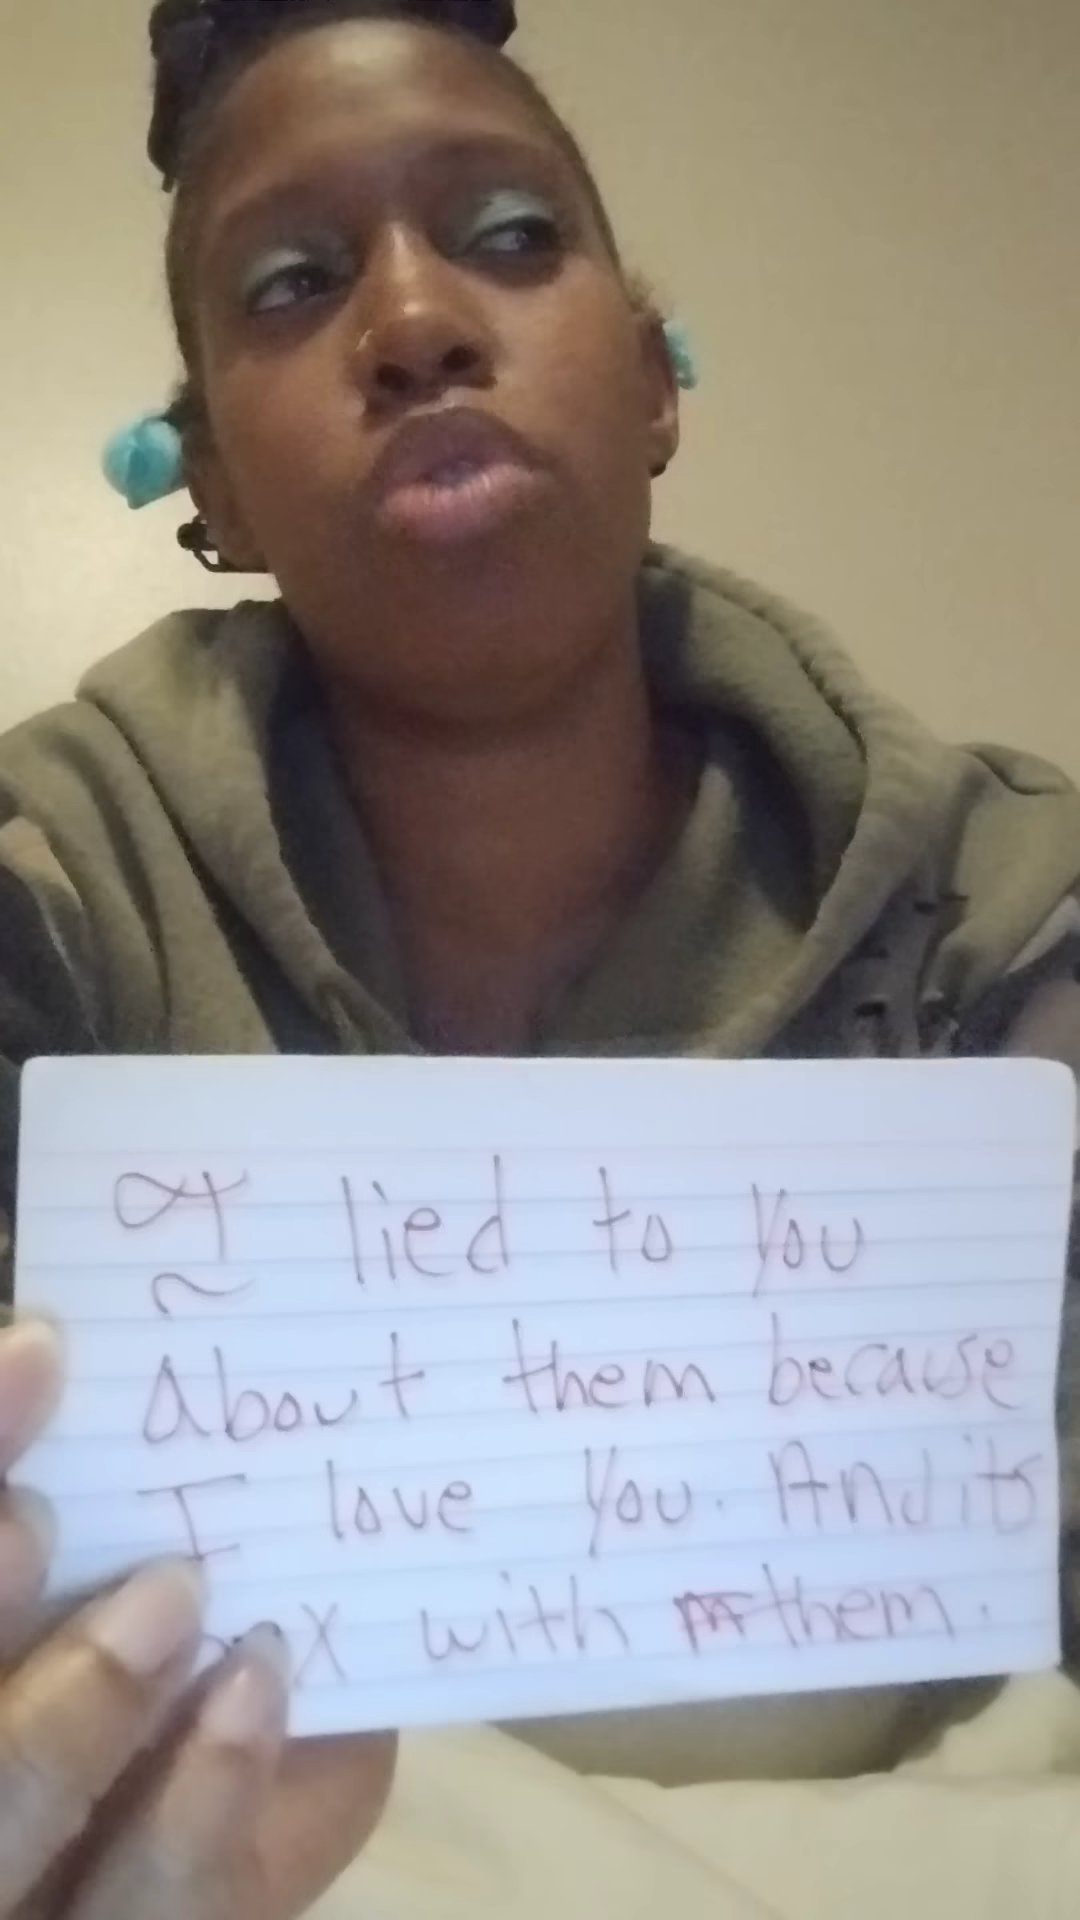 I lied to you
About them because
I love you. And its
with them.